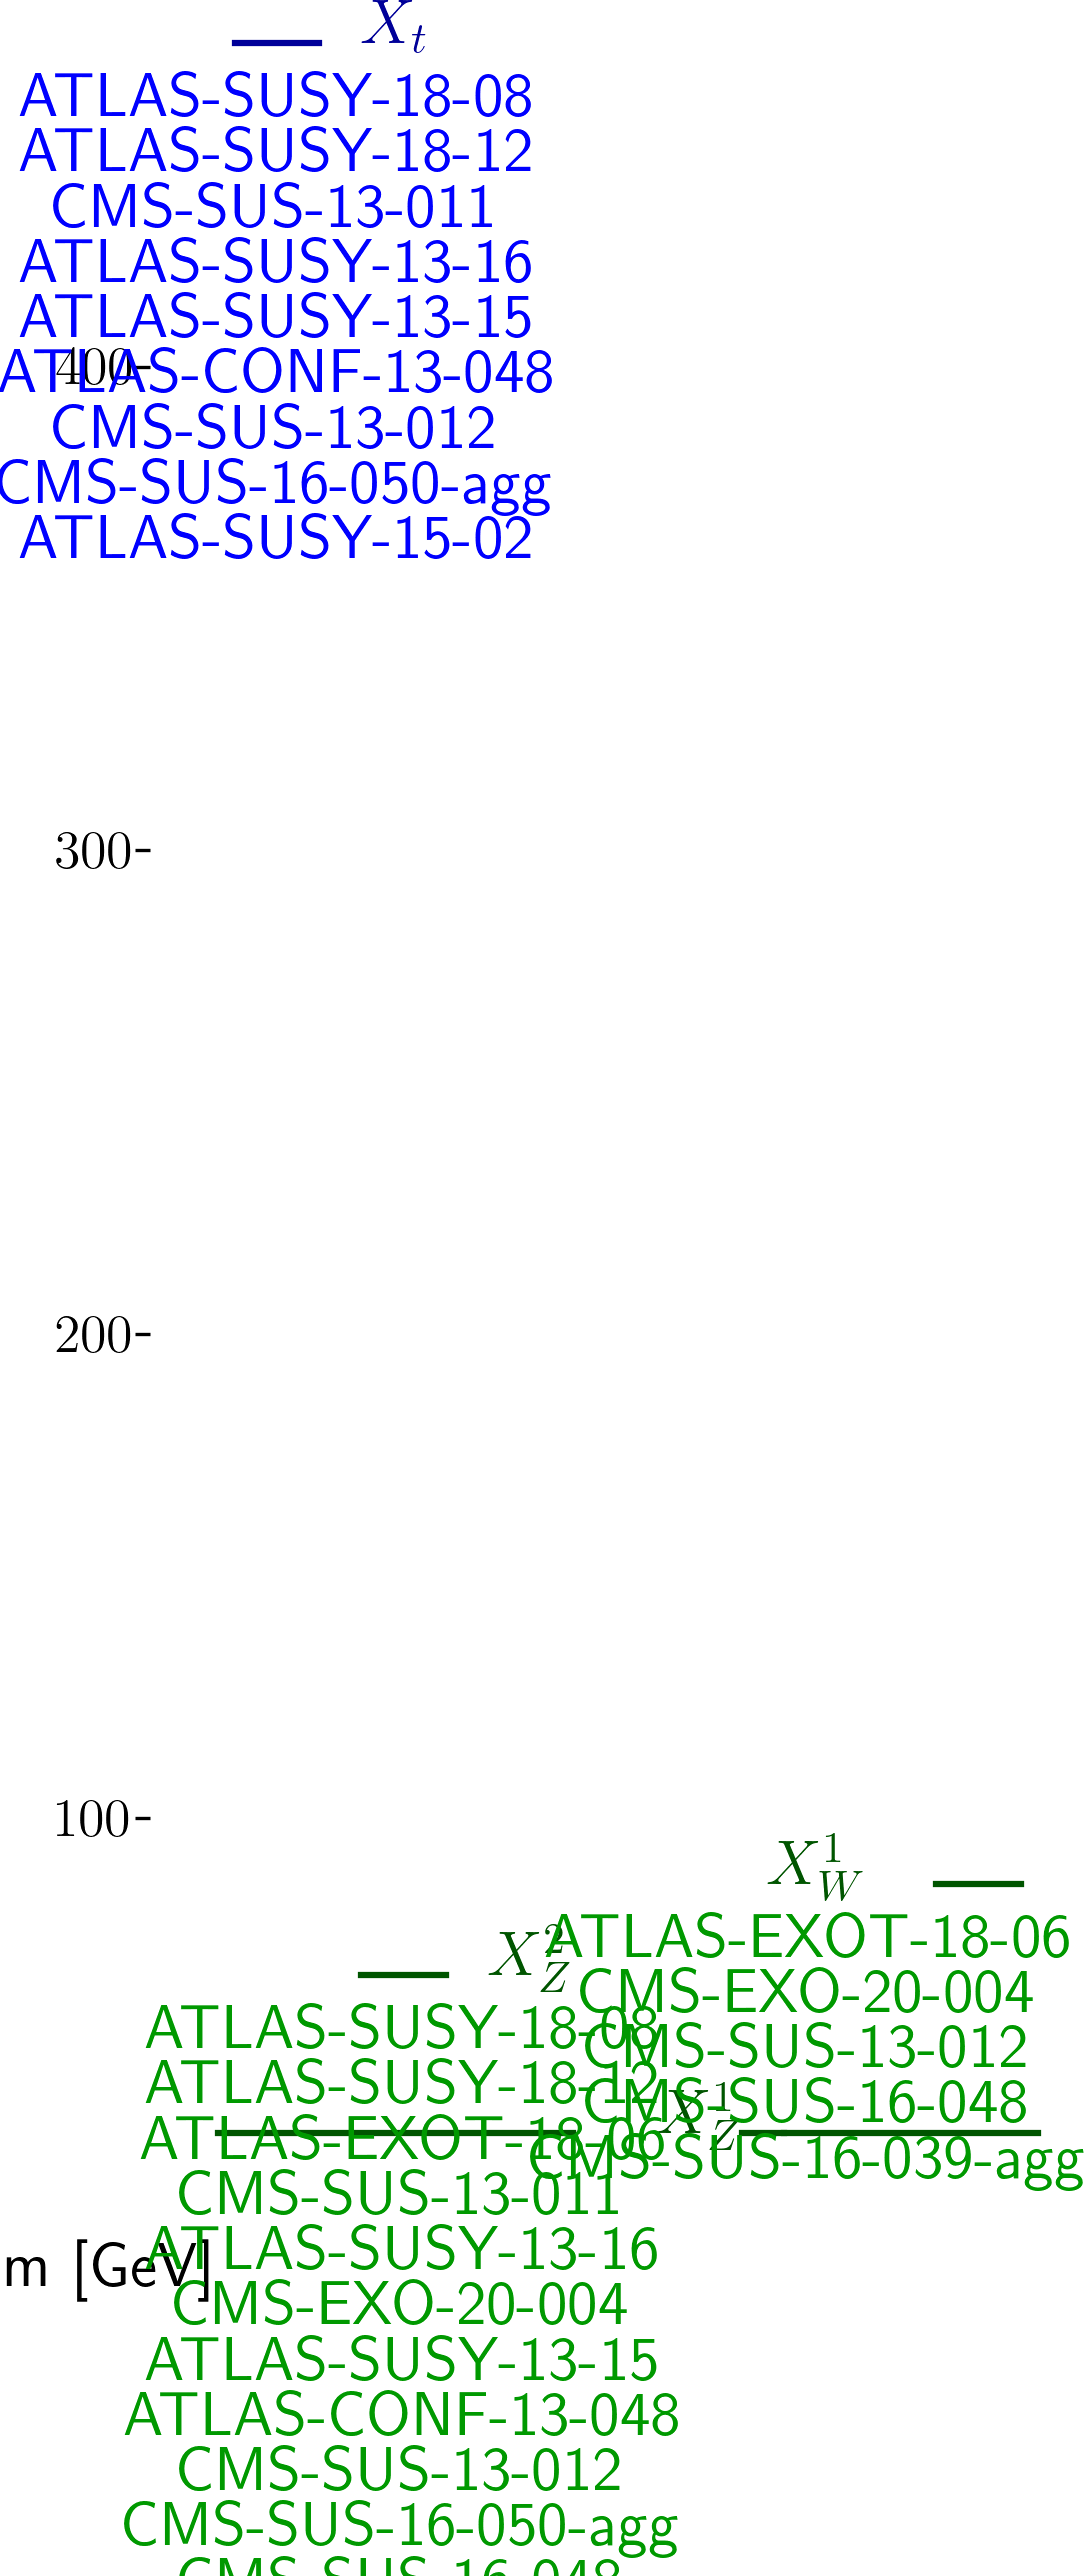 X_t
ATLAS-SUSY-18-08
ATLAS-SUSY-18-12
CMS-SUS-13-011
ATLAS-SUSY-13-16
ATLAS-SUSY-13-15
400
ATLAS-CONF-13-048
CMS-SUS-13-012
CMS-SUS-16-050-agg
ATLAS-SUSY-15-02
300
200
100
X_W^1
ATLAS-EXOT-18-06
CMS-EXO-20-004
CMS-SUS-13-012
CMS-SUS-16-048
CMS-SUS-16-039-agg
X_Z^2
ATLAS-SUSY-18-08
ATLAS-SUSY-18-12
ATLAS-EXOT-18-06
CMS-SUS-13-011
ATLAS-SUSY-13-16
CMS-EXO-20-004
ATLAS-SUSY-13-15
ATLAS-CONF-13-048
CMS-SUS-13-012
CMS-SUS-16-050-agg
CMS-SUS-16-048
X_Z^1
m [GeV]